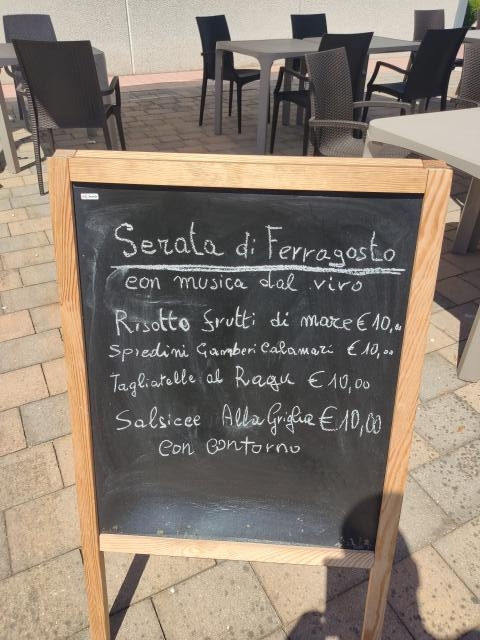 Serata di Ferragosto
con musica dal vivo
Risotto frutti di mare €10,00
Spiedini Gamberi Calamari €10,00
Tagliatelle al Ragu €10,00
Salsicce Alla Griglia €10,00
con contorno